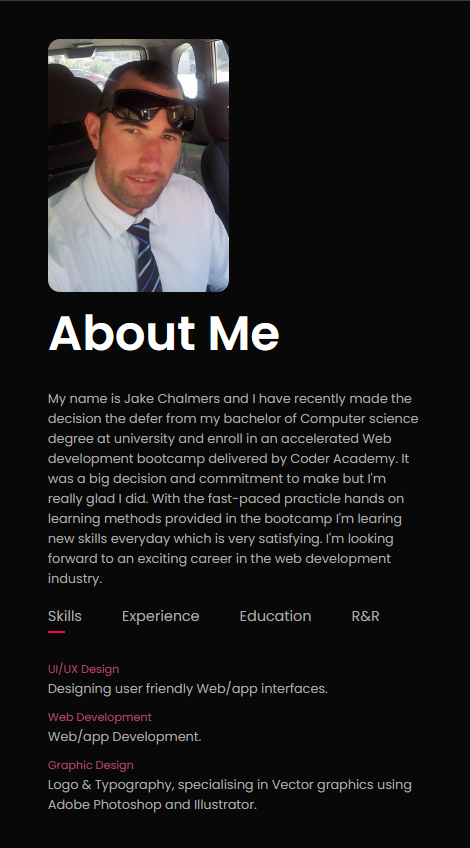 About Me
My name is Jake Chalmers and I have recently made the
decision the defer from my bachelor of Computer science
degree at university and enroll in an accelerated Web
development bootcamp delivered by Coder Academy. It
was a big decision and commitment to make but I'm
really glad I did. With the fast-paced practicle hands on
learning methods provided in the bootcamp I'm learing
new skills everyday which is very satisfying. I'm looking
forward to an exciting career in the web development
industry.
Skills Experience Education R&R
UI/UX Design
Designing user friendly Web/app interfaces.
Web Development
Web/app Development.
Graphic Design
Logo & Typography, specialising in Vector graphics using
Adobe Photoshop and Illustrator.